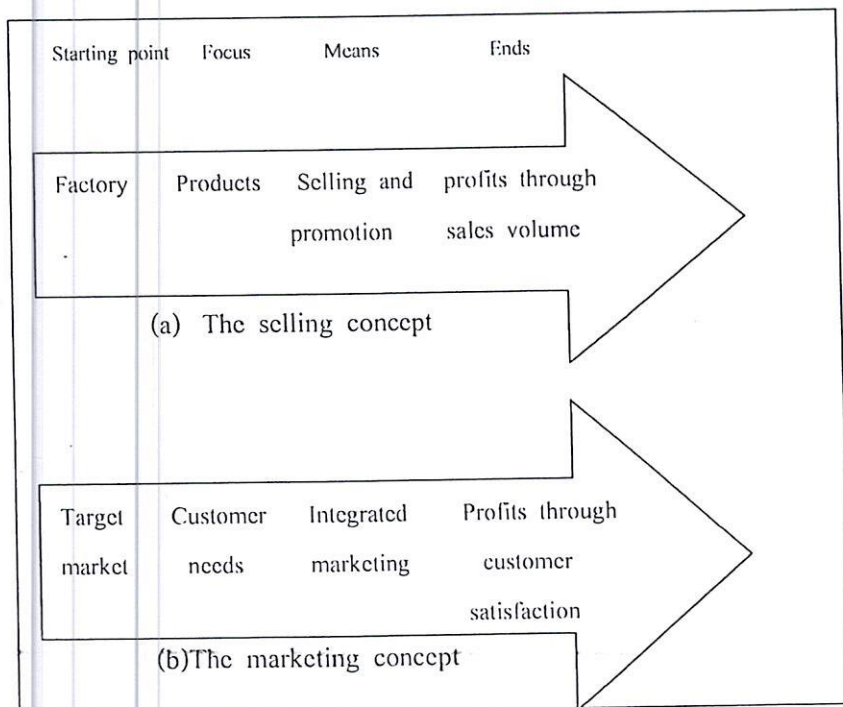 Starting point Focus Means Ends
Factory Products Selling and profits through
promotion sales volume
(a) The selling concept
Target Customer Integrated Profits through
market needs marketing customer
satisfaction
(b)The marketing concept